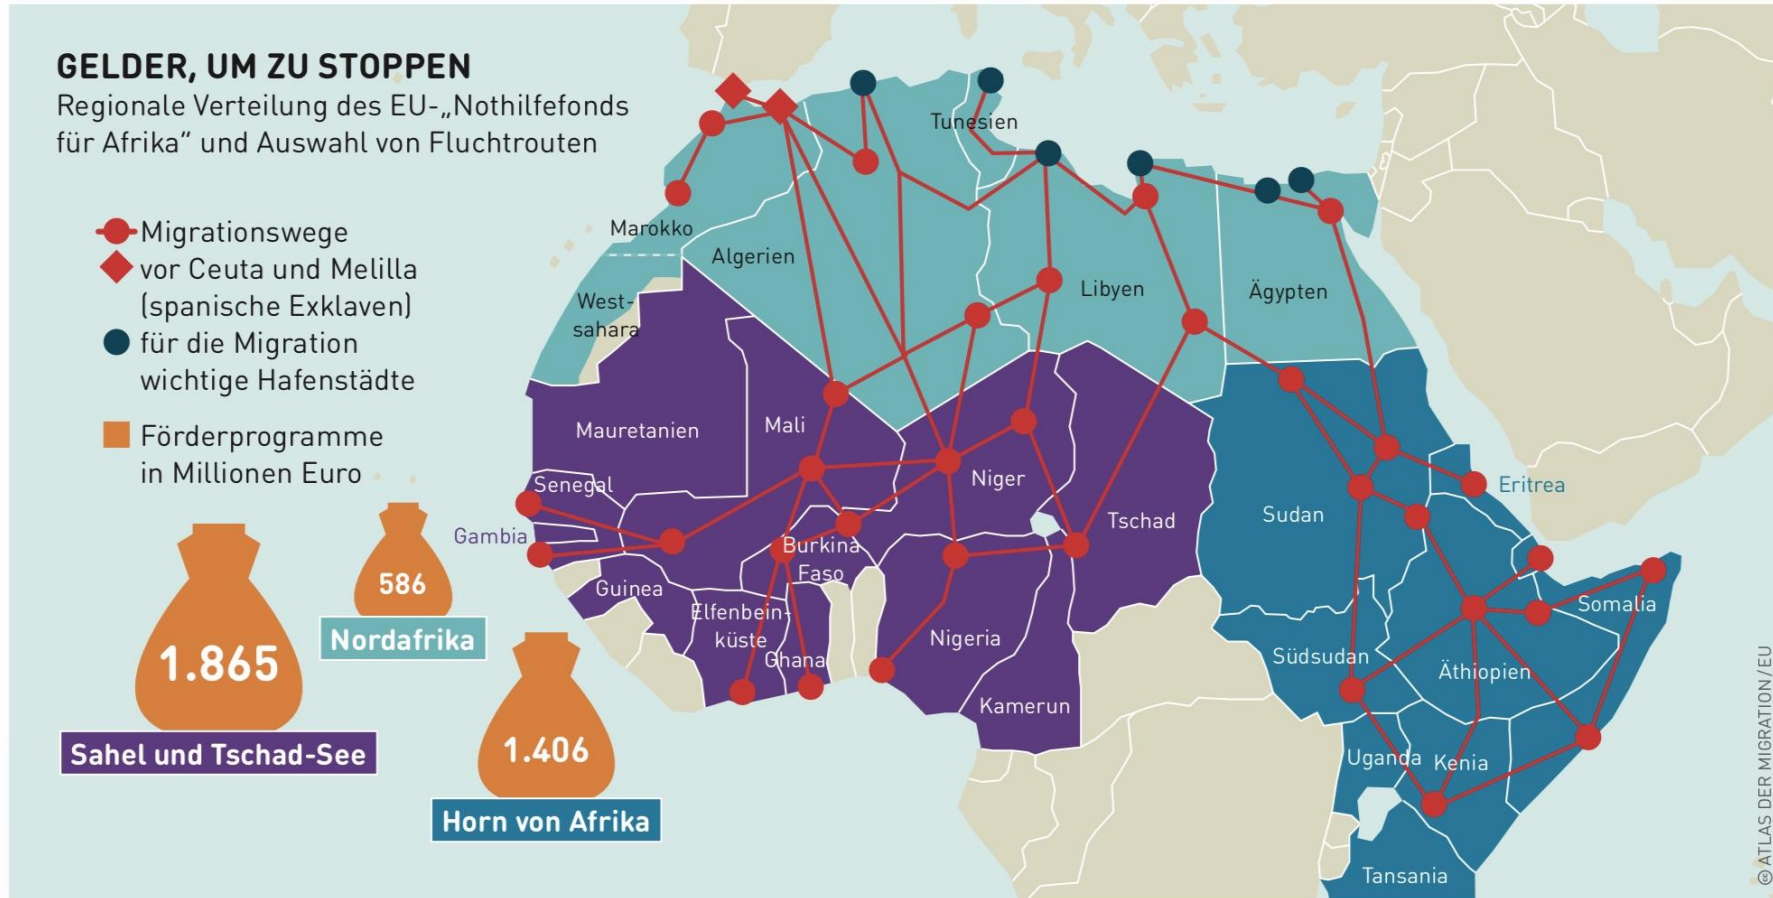 GELDER, UM ZU STOPPEN
Regionale Verteilung des EU-„Nothilfefonds
für Afrika“ und Auswahl von Fluchtrouten
Migrationswege
vor Ceuta und Melilla
(spanische Exklaven)
für die Migration
wichtige Hafenstädte
Förderprogramme
in Millionen Euro
586
Nordafrika
1.865
Sahel und Tschad-See
1.406
Horn von Afrika
Tunesien
Marokko
Algerien
Libyen
Ägypten
West-
sahara
Mauretanien
Mali
Niger
Tschad
Sudan
Eritrea
Senegal
Gambia
Burkina
Faso
Guinea
Elfenbein-
küste
Ghana
Nigeria
Kamerun
Südsudan
Äthiopien
Somalia
Uganda
Kenia
Tansania
ATLAS DER MIGRATION / EU